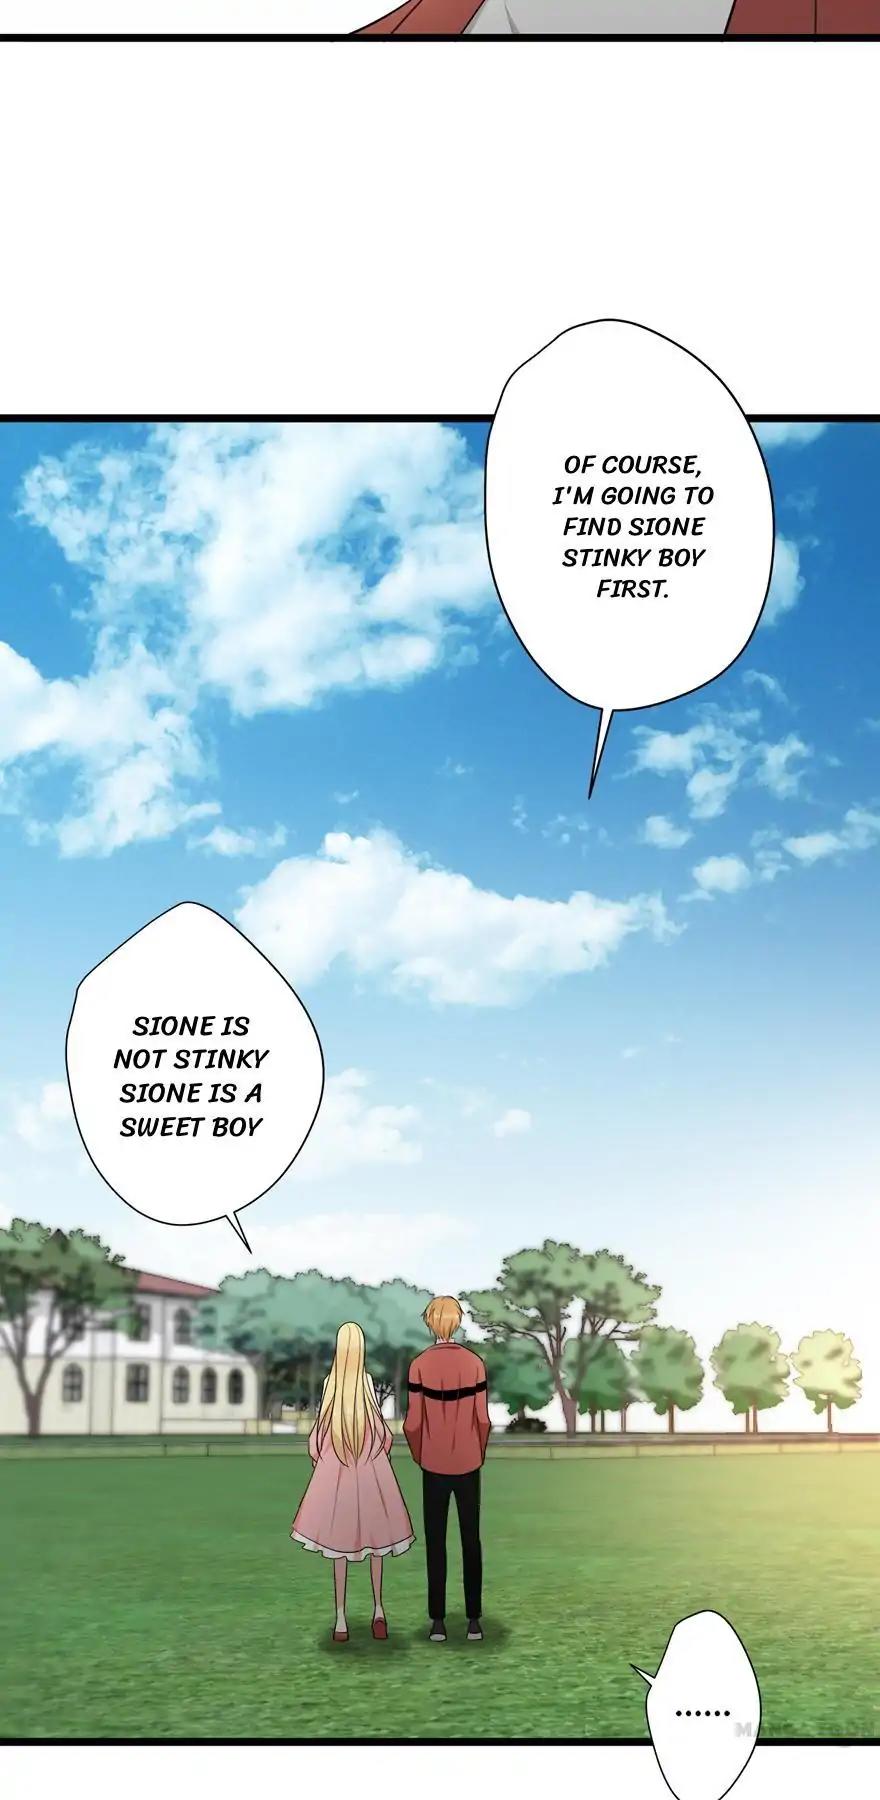 OF COURSE,
I'M GOING TO
FIND SIONE
STINKY BOY
FIRST.
SIONE IS
NOT STINKY
SIONE IS A
SWEET BOY
......